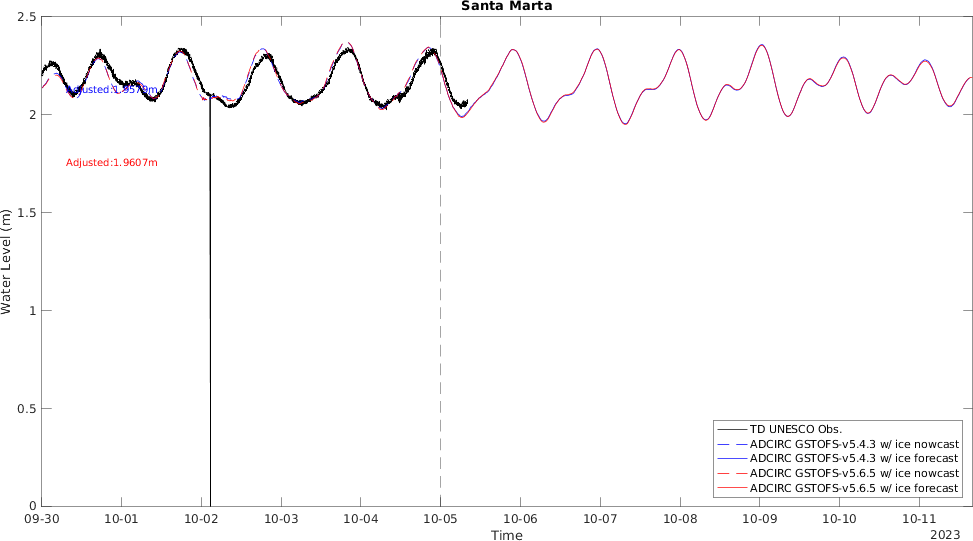 Santa Marta
2.5
2
1.5
1
0.5
0
Water Level (m)
Adjusted:1.9579m
Adjusted:1.9607m
TD UNESCO Obs.
ADCIRC GSTOFS-v5.4.3 w/ ice nowcast
ADCIRC GSTOFS-v5.4.3 w/ ice forecast
ADCIRC GSTOFS-v5.6.5 w/ ice nowcast
ADCIRC GSTOFS-v5.6.5 w/ ice forecast
09-30 10-01 10-02 10-03 10-04 10-05 10-06 10-07 10-08 10-09 10-10 10-11
Time
2023